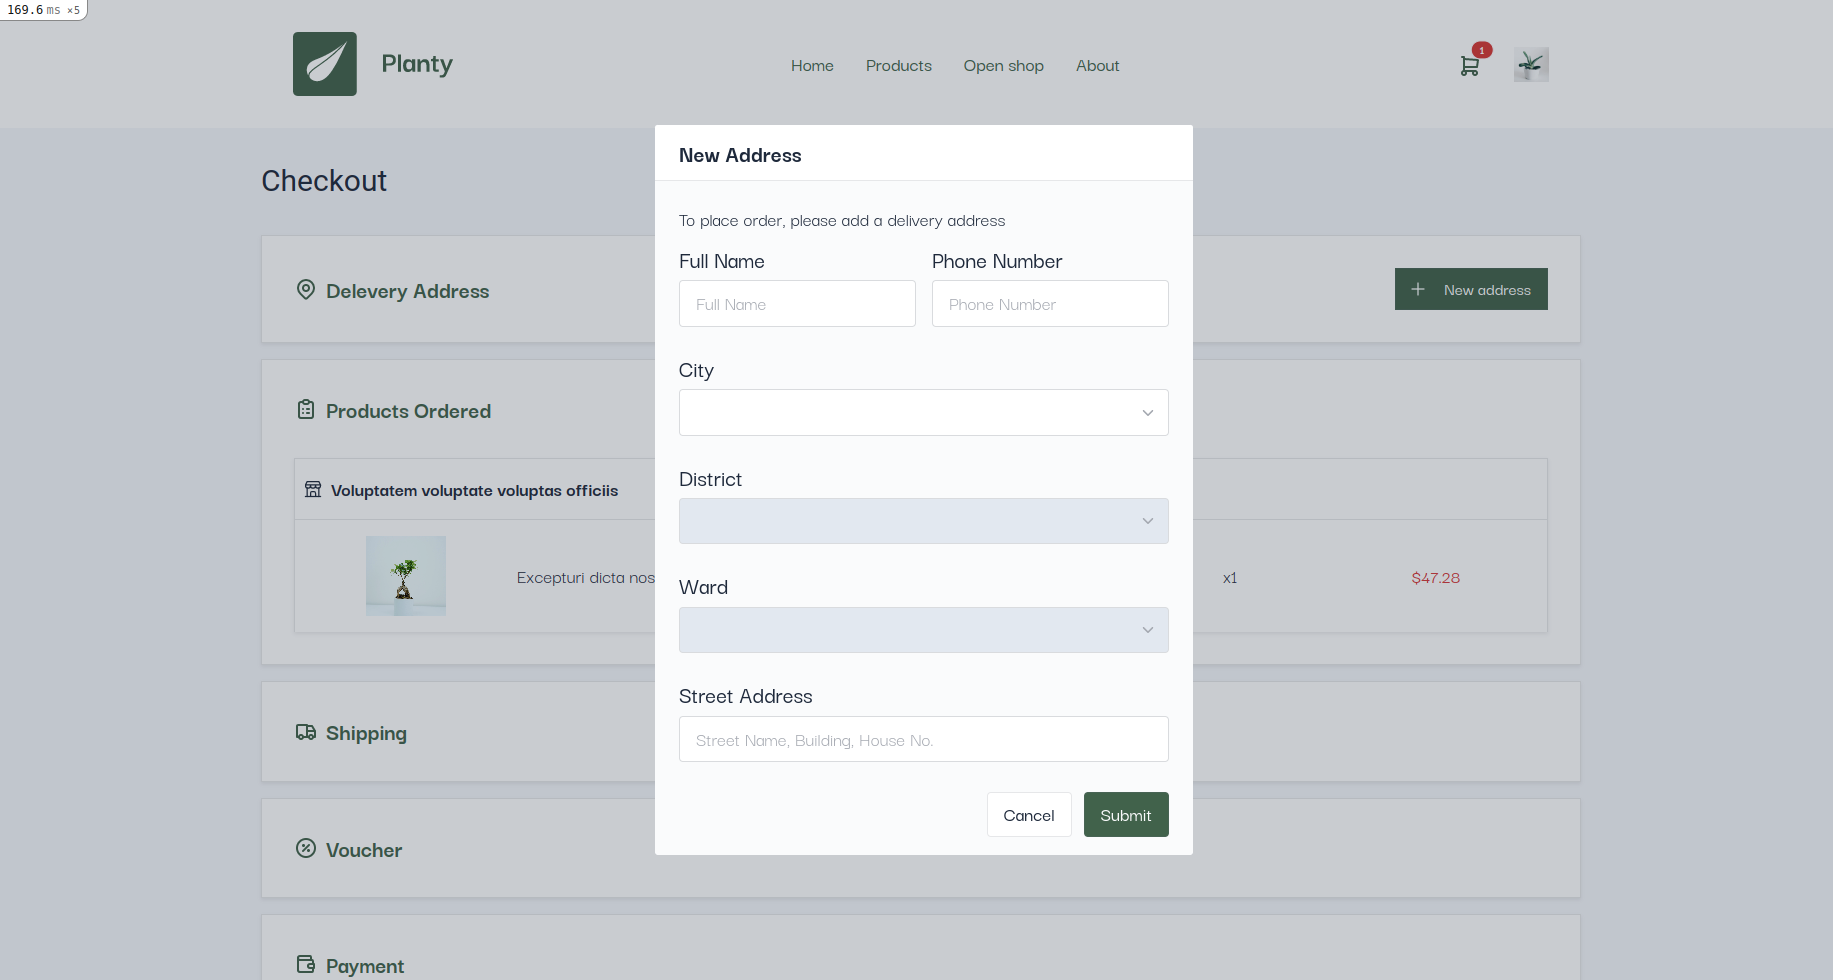 169.6 ms ×5
Planty
Home Products Open shop About
1
Checkout
New Address
To place order, please add a delivery address
Full Name Phone Number
Full Name Phone Number
City
District
Ward
Street Address
Street Name, Building, House No.
Cancel Submit
Delevery Address
New address
Products Ordered
Voluptatem voluptate voluptas officiis
Excepturi dicta nos x1 $47.28
Shipping
Voucher
Payment